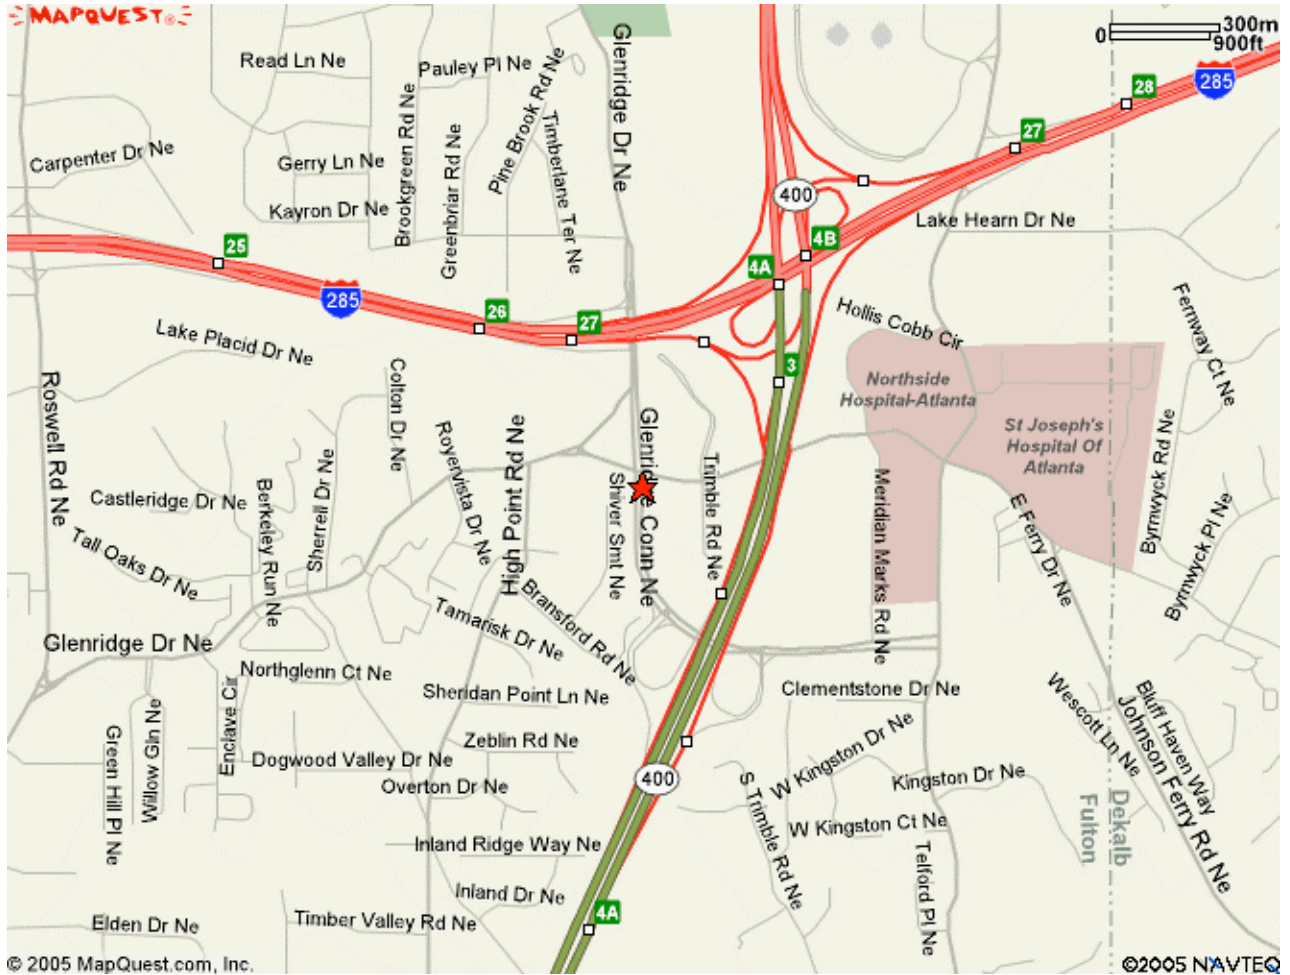 MAPQUEST
0
300m
900ft
Read Ln Ne
Pauley Pl Ne
Glenridge Dr Ne
Pine Brook Rd Ne
Brookgreen Rd Ne
Greenbriar Rd Ne
Timberlane Ter Ne
Carpenter Dr Ne
Gerry Ln Ne
Kayron Dr Ne
285
28
27
400
Lake Hearn Dr Ne
25
4B
4A
285
26
27
Hollis Cobb Cir
Fernway Ct Ne
Lake Placid Dr Ne
3
Northside
Hospital-Atlanta
St Joseph's
Hospital Of
Atlanta
Roswell Rd Ne
Colton Dr Ne
Royervista Dr Ne
High Point Rd Ne
Glenridge Conn Ne
Shiver Smt Ne
Trimble Rd Ne
Meridian Marks Rd Ne
E Ferry Dr Ne
Byrnwyck Rd Ne
Byrnwyck Pl Ne
Castleridge Dr Ne
Berkeley Run Ne
Sherrell Dr Ne
Tall Oaks Dr Ne
Glenridge Dr Ne
Bransford Rd Ne
Tamarisk Dr Ne
Northglenn Ct Ne
Sheridan Point Ln Ne
Clementstone Dr Ne
Enclave Cir
Willow Gln Ne
Green Hill Pl Ne
Zeblin Rd Ne
Dogwood Valley Dr Ne
Overton Dr Ne
400
W Kingston Dr Ne
Kingston Dr Ne
Wescott Ln Ne
Bluff Haven Way
Johnson Ferry Rd Ne
S Trimble Rd Ne
W Kingston Ct Ne
Telford Pl Ne
Fulton
Dekalb
Inland Ridge Way Ne
Inland Dr Ne
4A
Elden Dr Ne
Timber Valley Rd Ne
© 2005 MapQuest.com, Inc.
©2005 NAVTEQ